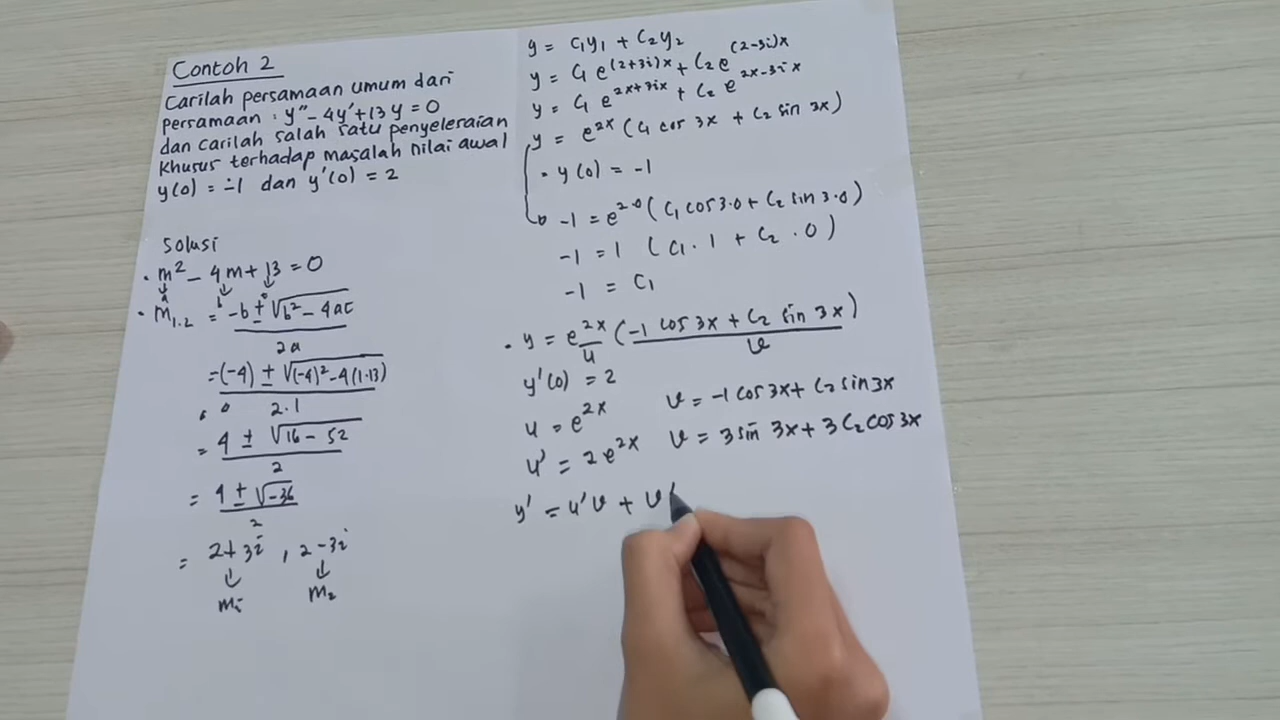 Contoh 2
Carilah persamaan umum dari
persamaan : y" - 4y' + 13y = 0
dan carilah salah satu penyeleraian
Khusus terhadap masalah nilai awal
y(0) = -1 dan y'(0) = 2
Solusi
• m² - 4m + 13 = 0
a b c
• m₁.₂ = -b ± √b² - 4ac
2a
= (-4) ± √(-4)² - 4(1·13)
2.1
= 4 ± √16 - 52
2
= 4 ± √-36
2
= 2+3i , 2-3i
m₁ m₂
y = C₁y₁ + C₂y₂
y = C₁ e^(2+3i)x + C₂ e^(2-3i)x
y = C₁ e^2x+3ix + C₂ e^2x-3ix
y = e^2x (C₁ cos 3x + C₂ sin 3x)
• y(0) = -1
-1 = e^2·0 (C₁ cos 3·0 + C₂ sin 3·0)
-1 = 1 (C₁ · 1 + C₂ · 0)
-1 = C₁
• y = e^2x (-1 cos 3x + C₂ sin 3x)
u v
y'(0) = 2
u = e^2x v = -1 cos 3x + C₂ sin 3x
u' = 2e^2x v = 3 sin 3x + 3 C₂ cos 3x
y' = u'v + v'